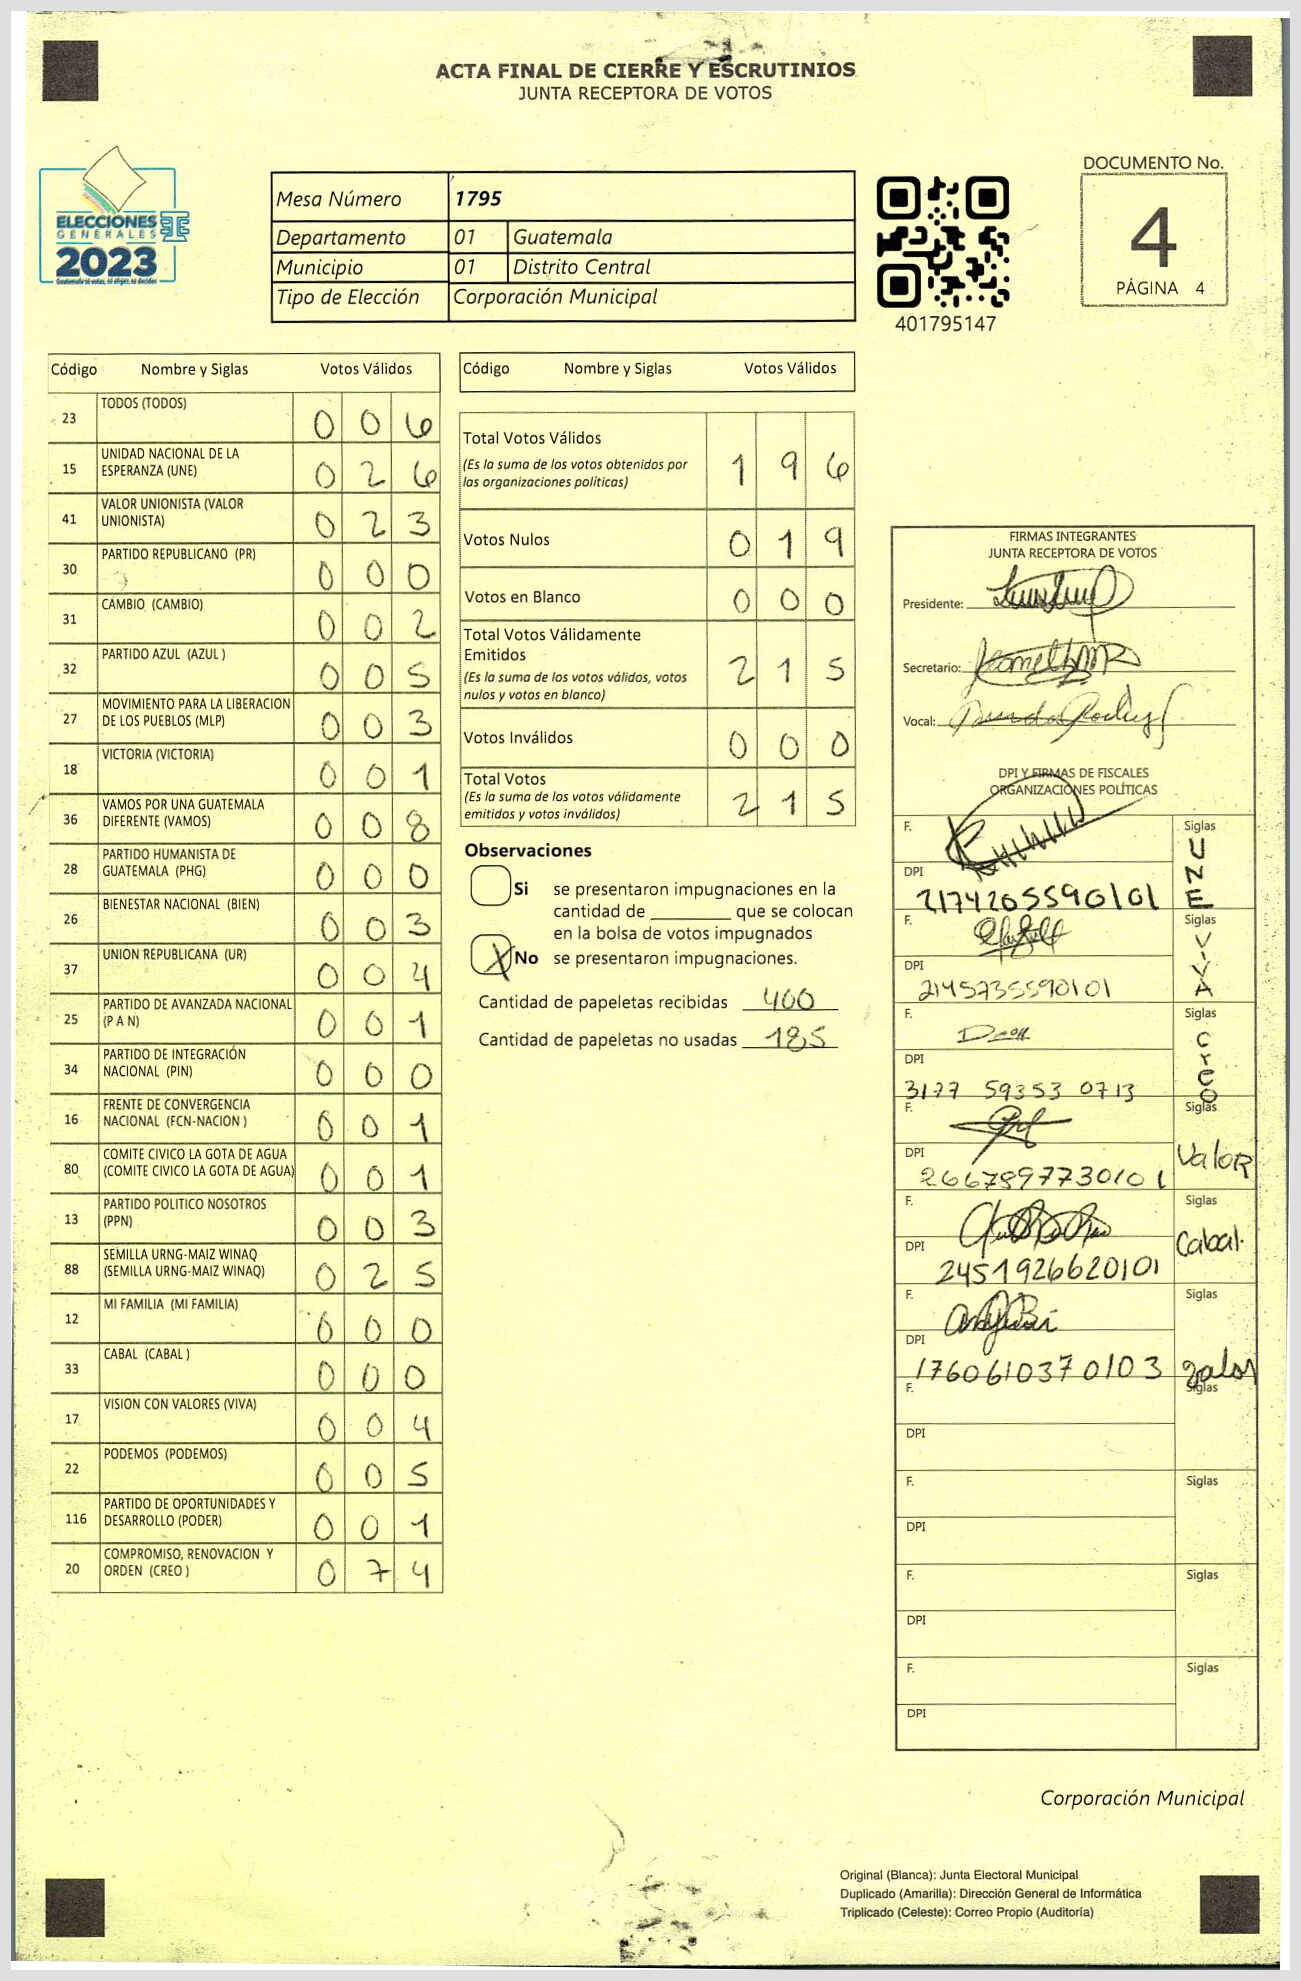 ACTA FINAL DE CIERRE Y ESCRUTINIOS
JUNTA RECEPTORA DE VOTOS
ELECCIONES
GENERALES
2023
Mesa Número 1795
Departamento 01 Guatemala
Municipio 01 Distrito Central
Tipo de Elección Corporación Municipal
401795147
DOCUMENTO No.
4
PÁGINA 4
Código Nombre y Siglas Votos Válidos
23 TODOS (TODOS) 0 0 6
15 UNIDAD NACIONAL DE LA
ESPERANZA (UNE) 0 2 6
41 VALOR UNIONISTA (VALOR
UNIONISTA) 0 2 3
30 PARTIDO REPUBLICANO (PR) 0 0 0
31 CAMBIO (CAMBIO) 0 0 2
32 PARTIDO AZUL (AZUL ) 0 0 5
27 MOVIMIENTO PARA LA LIBERACION
DE LOS PUEBLOS (MLP) 0 0 3
18 VICTORIA (VICTORIA) 0 0 1
36 VAMOS POR UNA GUATEMALA
DIFERENTE (VAMOS) 0 0 8
28 PARTIDO HUMANISTA DE
GUATEMALA (PHG) 0 0 0
26 BIENESTAR NACIONAL (BIEN) 0 0 3
37 UNION REPUBLICANA (UR) 0 0 4
25 PARTIDO DE AVANZADA NACIONAL
(P A N) 0 0 1
34 PARTIDO DE INTEGRACIÓN
NACIONAL (PIN) 0 0 0
16 FRENTE DE CONVERGENCIA
NACIONAL (FCN-NACION ) 0 0 1
80 COMITE CIVICO LA GOTA DE AGUA
(COMITE CIVICO LA GOTA DE AGUA) 0 0 1
13 PARTIDO POLITICO NOSOTROS
(PPN) 0 0 3
88 SEMILLA URNG-MAIZ WINAQ
(SEMILLA URNG-MAIZ WINAQ) 0 2 5
12 MI FAMILIA (MI FAMILIA) 0 0 0
33 CABAL (CABAL ) 0 0 0
17 VISION CON VALORES (VIVA) 0 0 4
22 PODEMOS (PODEMOS) 0 0 5
116 PARTIDO DE OPORTUNIDADES Y
DESARROLLO (PODER) 0 0 1
20 COMPROMISO, RENOVACION Y
ORDEN (CREO ) 0 7 4
Código Nombre y Siglas Votos Válidos
Total Votos Válidos 1 9 6
(Es la suma de los votos obtenidos por
las organizaciones políticas)
Votos Nulos 0 1 9
Votos en Blanco 0 0 0
Total Votos Válidamente
Emitidos 2 1 5
(Es la suma de los votos válidos, votos
nulos y votos en blanco)
Votos Inválidos 0 0 0
Total Votos 2 1 5
(Es la suma de los votos válidamente
emitidos y votos inválidos)
Observaciones
Si se presentaron impugnaciones en la
cantidad de ________ que se colocan
en la bolsa de votos impugnados
X No se presentaron impugnaciones.
Cantidad de papeletas recibidas 400
Cantidad de papeletas no usadas 185
FIRMAS INTEGRANTES
JUNTA RECEPTORA DE VOTOS
Presidente:
Secretario:
Vocal:
DPI Y FIRMAS DE FISCALES
ORGANIZACIONES POLÍTICAS
F. Siglas UNE
DPI 2174205590101
F. Siglas VIVA
DPI 2145735590101
F. Siglas Creo
DPI 3177 59353 0713
F. Siglas Valor
DPI 2667897730101
F. Siglas Cabal.
DPI 2451926620101
F. Siglas
DPI 1760610370103
F. Siglas
DPI
F. Siglas
DPI
F. Siglas
DPI
F. Siglas
DPI
Corporación Municipal
Original (Blanca): Junta Electoral Municipal
Duplicado (Amarilla): Dirección General de Informática
Triplicado (Celeste): Correo Propio (Auditoría)